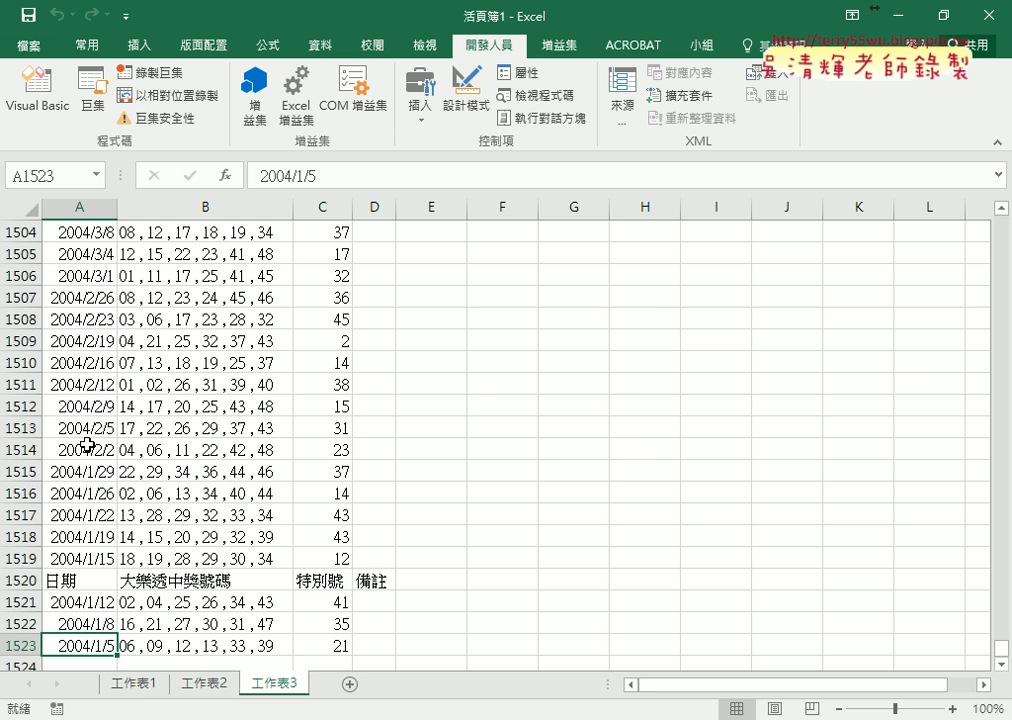 活頁簿1 - Excel
檔案 常用 插入 版面配置 公式 資料 校閱 檢視 開發人員 增益集 ACROBAT 小組 共用
http://terry55wu.blogspot.tw
吳清輝老師錄製
Visual Basic 巨集 錄製巨集 以相對位置錄製 巨集安全性 程式碼
增益集 Excel 增益集 COM 增益集 增益集
插入 設計模式 屬性 檢視程式碼 執行對話方塊 控制項
來源... 對應內容 擴充套件 重新整理資料 匯出 XML
A1523 fx 2004/1/5
A B C D E F G H I J K L
1504 2004/3/8 08 , 12 , 17 , 18 , 19 , 34 37
1505 2004/3/4 12 , 15 , 22 , 23 , 41 , 48 17
1506 2004/3/1 01 , 11 , 17 , 25 , 41 , 45 32
1507 2004/2/26 08 , 12 , 23 , 24 , 45 , 46 36
1508 2004/2/23 03 , 06 , 17 , 23 , 28 , 32 45
1509 2004/2/19 04 , 21 , 25 , 32 , 37 , 43 2
1510 2004/2/16 07 , 13 , 18 , 19 , 25 , 37 14
1511 2004/2/12 01 , 02 , 26 , 31 , 39 , 40 38
1512 2004/2/9 14 , 17 , 20 , 25 , 43 , 48 15
1513 2004/2/5 17 , 22 , 26 , 29 , 37 , 43 31
1514 2004/2/2 04 , 06 , 11 , 22 , 42 , 48 23
1515 2004/1/29 22 , 29 , 34 , 36 , 44 , 46 37
1516 2004/1/26 02 , 06 , 13 , 34 , 40 , 44 14
1517 2004/1/22 13 , 28 , 29 , 32 , 33 , 34 43
1518 2004/1/19 14 , 15 , 20 , 29 , 32 , 39 43
1519 2004/1/15 18 , 19 , 28 , 29 , 30 , 34 12
1520 日期 大樂透中獎號碼 特別號 備註
1521 2004/1/12 02 , 04 , 25 , 26 , 34 , 43 41
1522 2004/1/8 16 , 21 , 27 , 30 , 31 , 47 35
1523 2004/1/5 06 , 09 , 12 , 13 , 33 , 39 21
1524
工作表1 工作表2 工作表3
就緒 100%